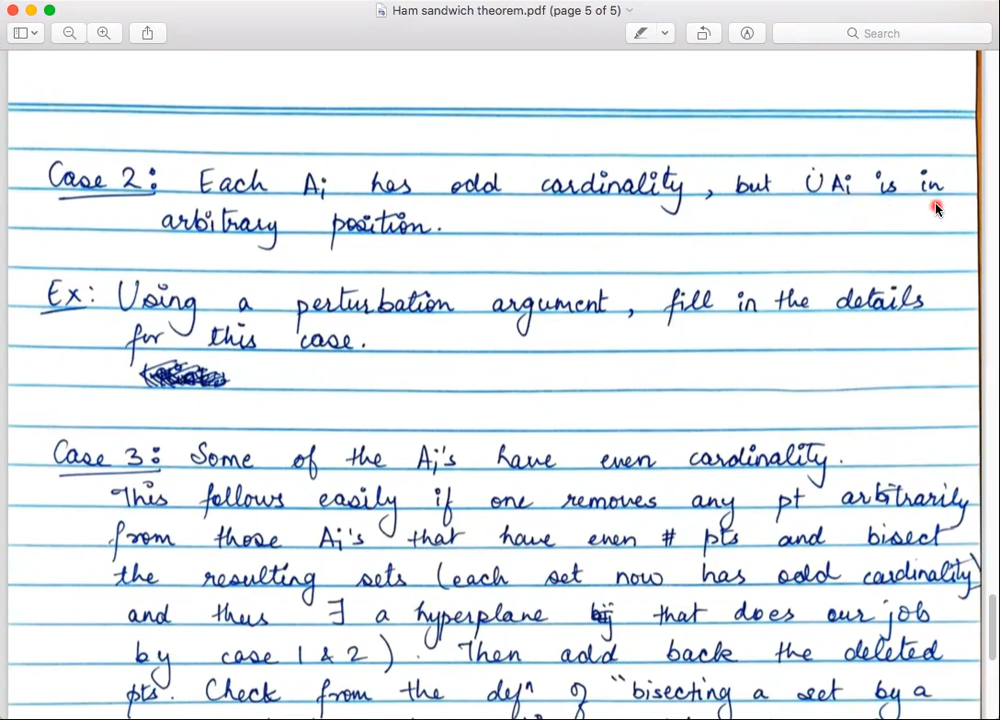 Ham sandwich theorem.pdf (page 5 of 5)
Search
Case 2: Each Ai has odd cardinality, but ∪̇ Ai is in
arbitrary position.
Ex: Using a perturbation argument, fill in the details
for this case.
Case 3: Some of the Ai's have even cardinality.
This follows easily if one removes any pt arbitrarily
from those Ai's that have even # pts and bisect
the resulting sets (each set now has odd cardinality
and thus ∃ a hyperplane that does our job
by case 1 & 2). Then add back the deleted
pts. Check from the defⁿ of "bisecting a set by a